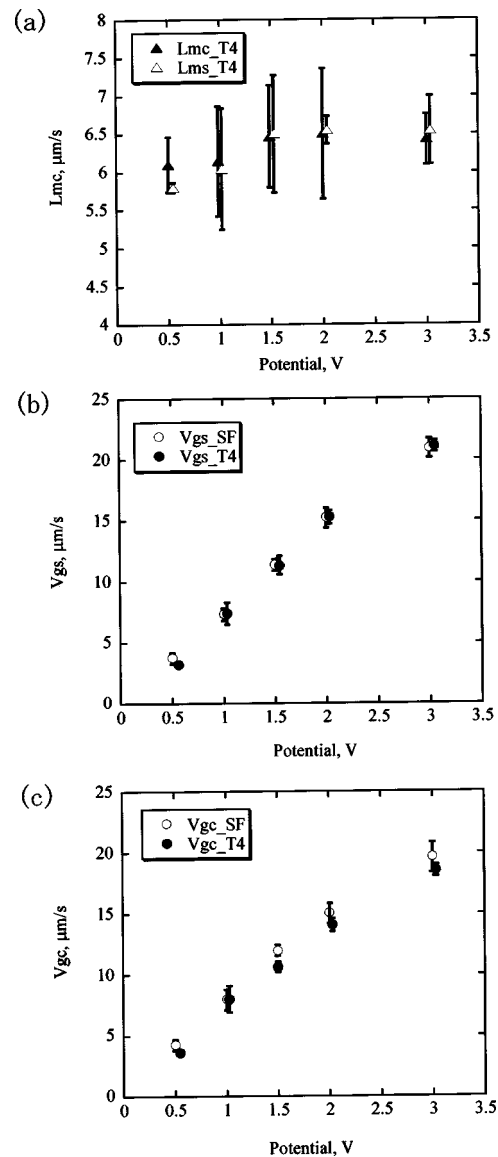 (a)
8
7.5
7
6.5
6
5.5
5
4.5
4
Lmc, µm/s
Lmc_T4
Lms_T4
0 0.5 1 1.5 2 2.5 3 3.5
Potential, V
(b)
25
20
15
10
5
0
Vgs, µm/s
Vgs_SF
Vgs_T4
0 0.5 1 1.5 2 2.5 3 3.5
Potential, V
(c)
25
20
15
10
5
0
Vgc, µm/s
Vgc_SF
Vgc_T4
0 0.5 1 1.5 2 2.5 3 3.5
Potential, V